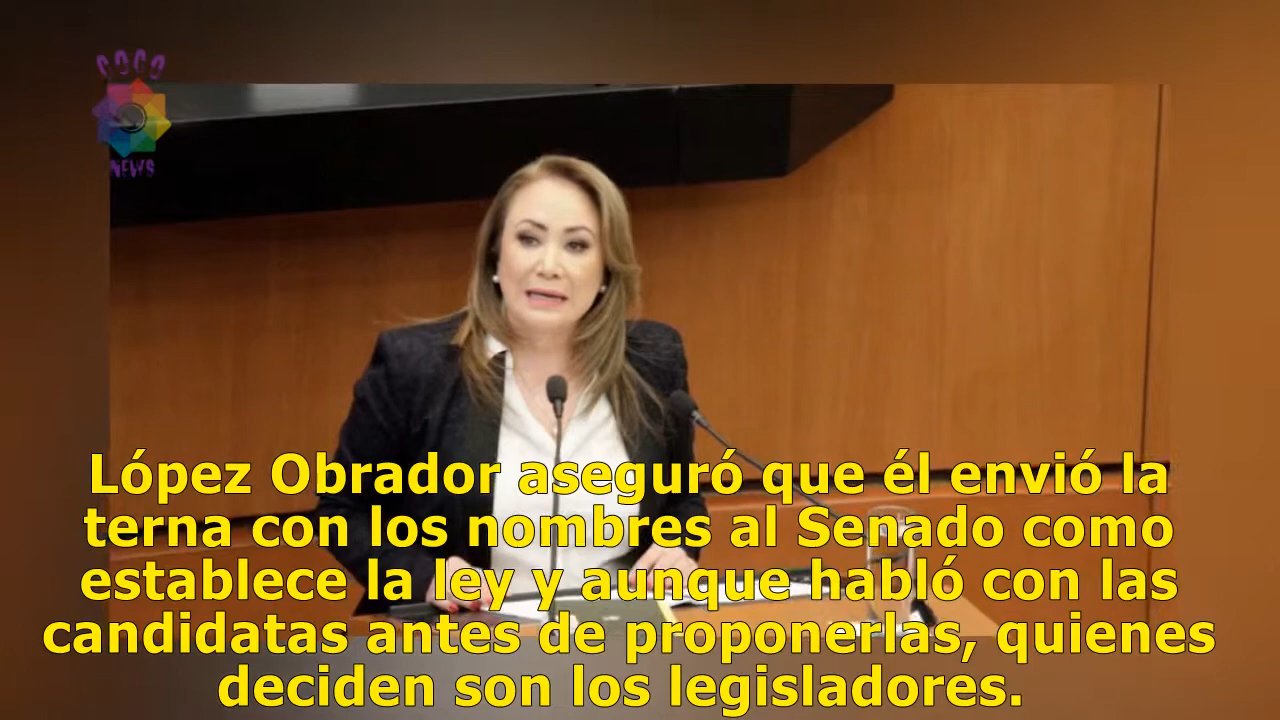 COCO
NEWS
López Obrador aseguró que él envió la
terna con los nombres al Senado como
establece la ley y aunque habló con las
candidatas antes de proponerlas, quienes
deciden son los legisladores.